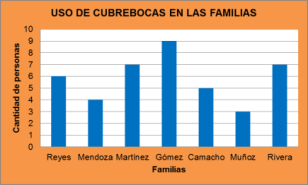 USO DE CUBREBOCAS EN LAS FAMILIAS
Cantidad de personas
10
9
8
7
6
5
4
3
2
1
0
Reyes Mendoza Martínez Gómez Camacho Muñoz Rivera
Familias